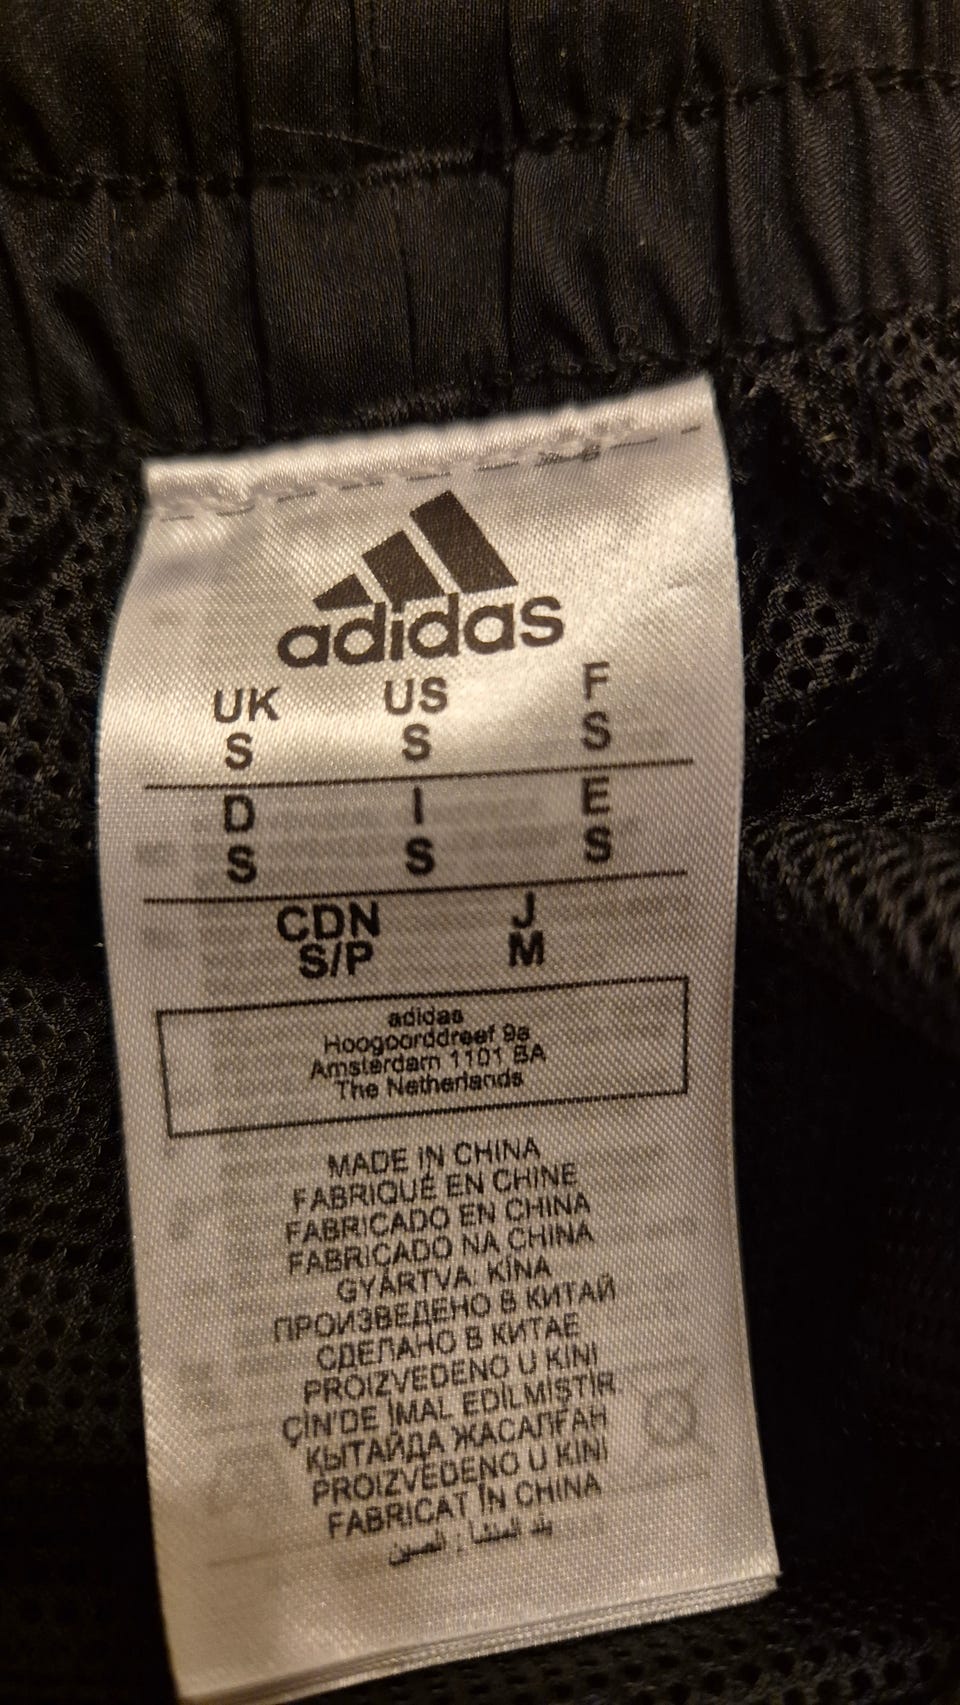 adidas
UK US F
S S S
D I E
S S S
CDN J
S/P M
adidas
Hoogoorddreef 9a
Amsterdam 1101 BA
The Netherlands
MADE IN CHINA
FABRIQUÉ EN CHINE
FABRICADO EN CHINA
FABRICADO NA CHINA
GYÁRTVA: KÍNA
ПРОИЗВЕДЕНО В КИТАЙ
СДЕЛАНО В КИТАЕ
PROIZVEDENO U KINI
ÇİN'DE İMAL EDİLMİŞTİR
ҚЫТАЙДА ЖАСАЛҒАН
PROIZVEDENO U KINI
FABRICAT ÎN CHINA
بلد المنشأ : الصين